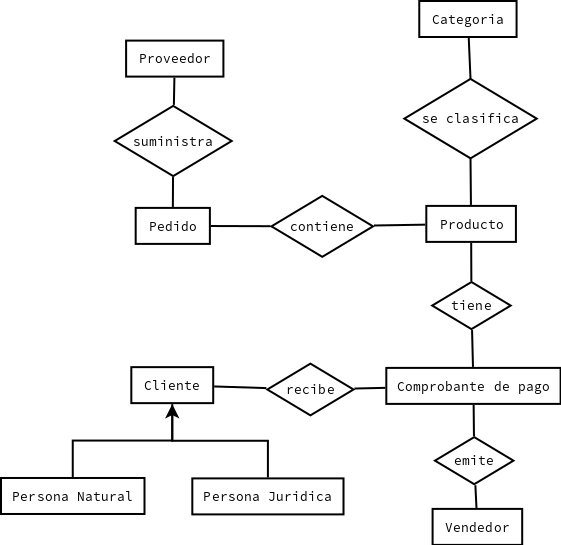 Categoria
Proveedor
se clasifica
suministra
Pedido
contiene
Producto
tiene
Cliente
recibe
Comprobante de pago
emite
Persona Natural
Persona Juridica
Vendedor